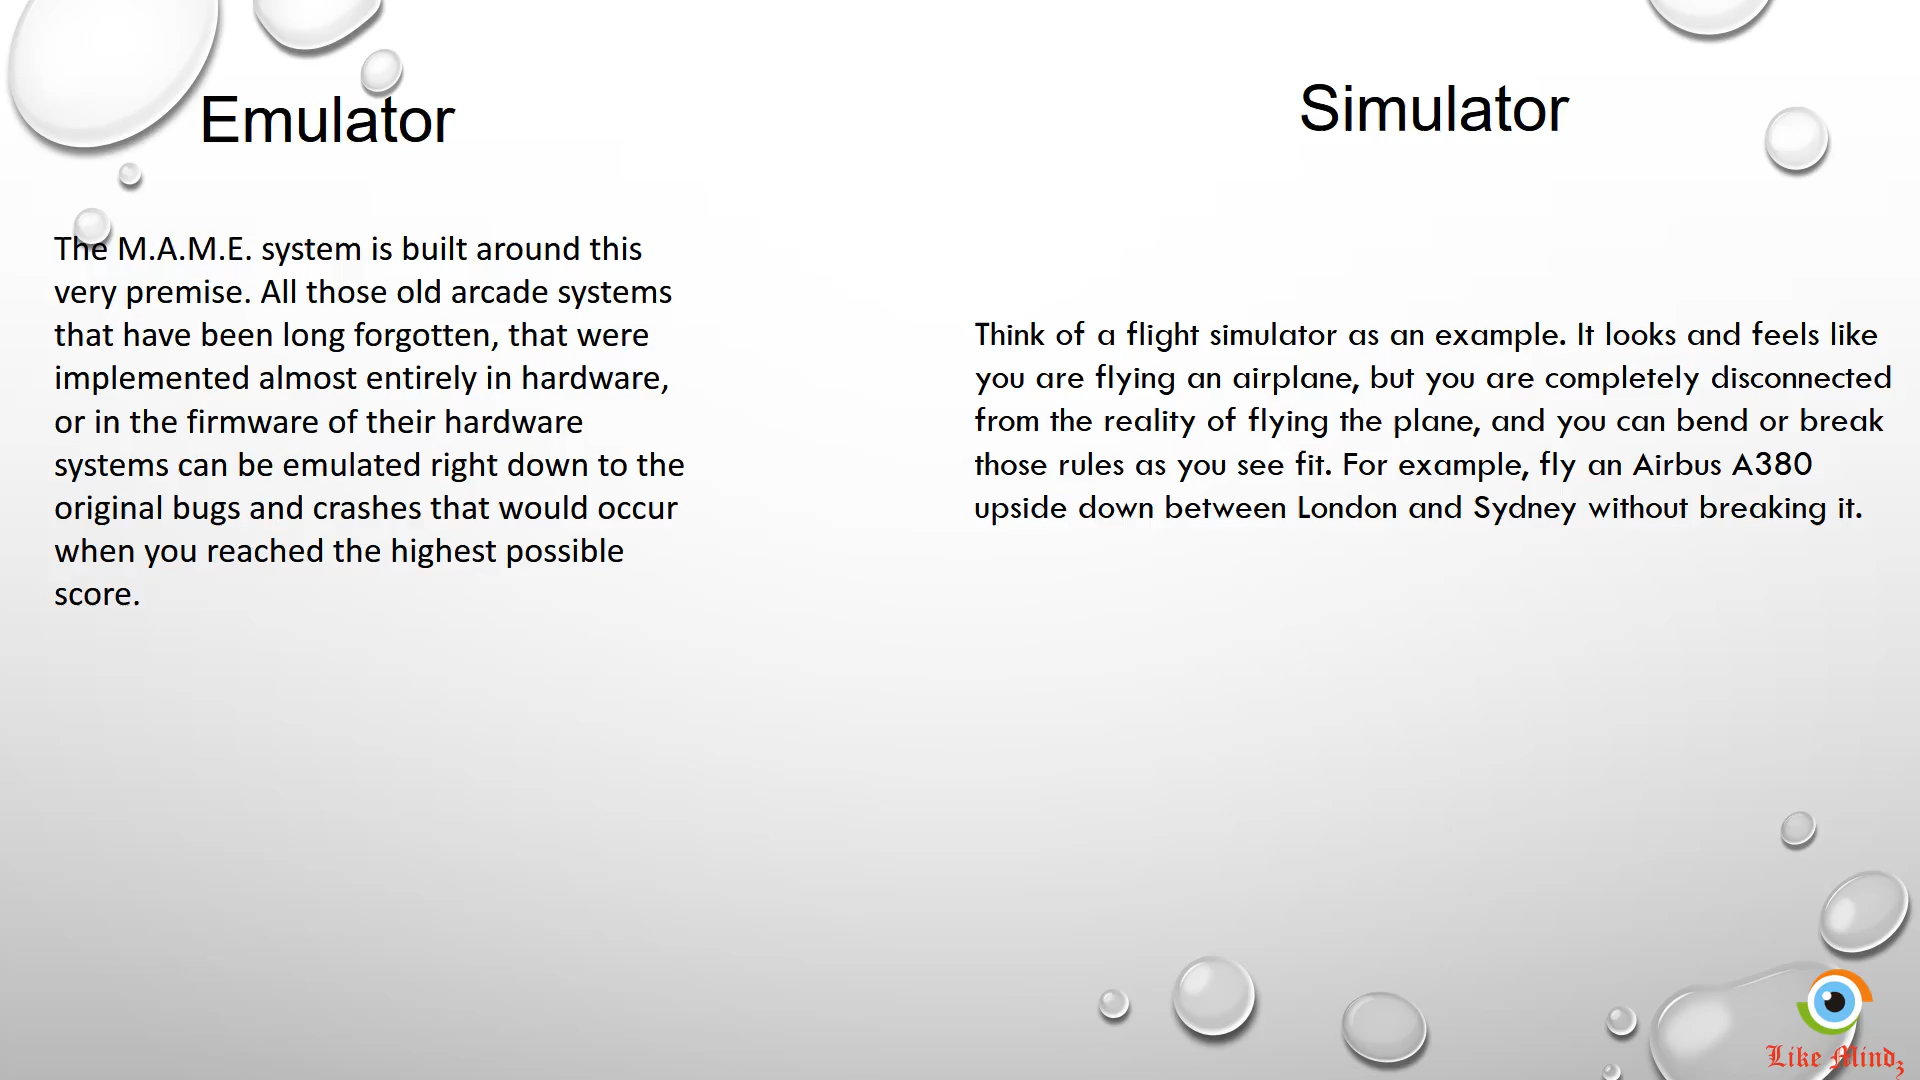 Emulator
The M.A.M.E. system is built around this
very premise. All those old arcade systems
that have been long forgotten, that were
implemented almost entirely in hardware,
or in the firmware of their hardware
systems can be emulated right down to the
original bugs and crashes that would occur
when you reached the highest possible
score.
Simulator
Think of a flight simulator as an example. It looks and feels like
you are flying an airplane, but you are completely disconnected
from the reality of flying the plane, and you can bend or break
those rules as you see fit. For example, fly an Airbus A380
upside down between London and Sydney without breaking it.
Like Mindz